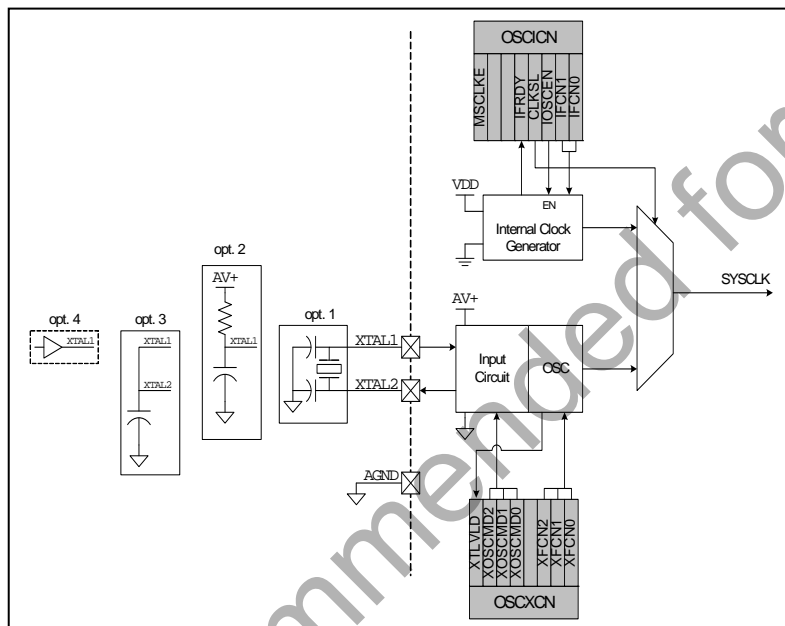 OSCICN
MSCLKE
IFRDY
CLKSL
IOSCEN
IFCN1
IFCN0
VDD
EN
Internal Clock
Generator
opt. 2
AV+
XTAL1
opt. 4
XTAL1
opt. 3
XTAL1
XTAL2
opt. 1
XTAL1
XTAL2
AV+
Input
Circuit
OSC
SYSCLK
AGND
XTLVLD
XOSCMD2
XOSCMD1
XOSCMD0
XFCN2
XFCN1
XFCN0
OSCXCN
mmended for